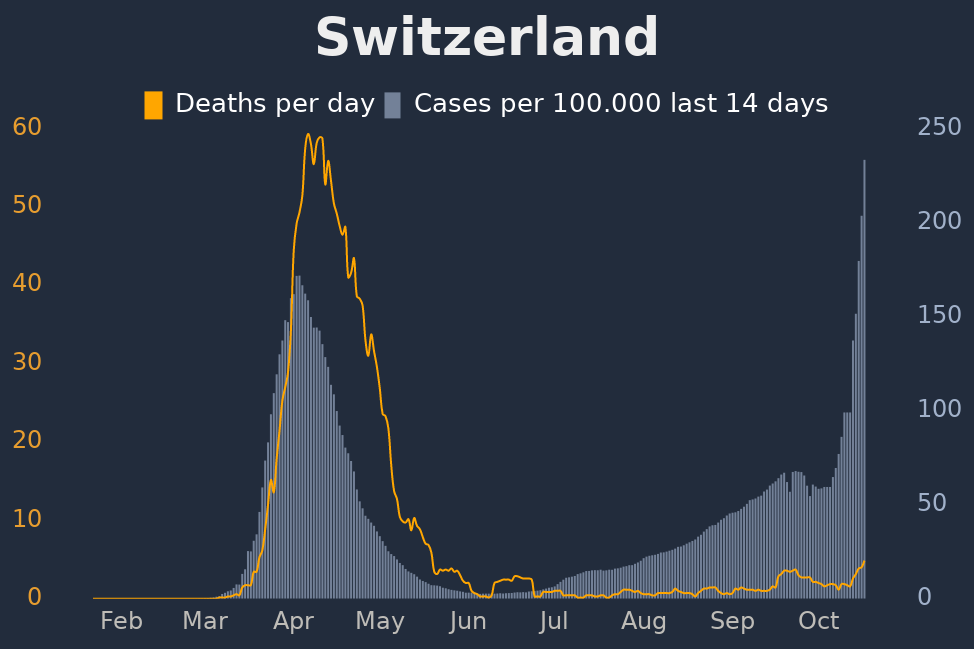 Switzerland
Deaths per day Cases per 100.000 last 14 days
60 250
50 200
40 150
30 100
20 50
10 0
0
Feb Mar Apr May Jun Jul Aug Sep Oct